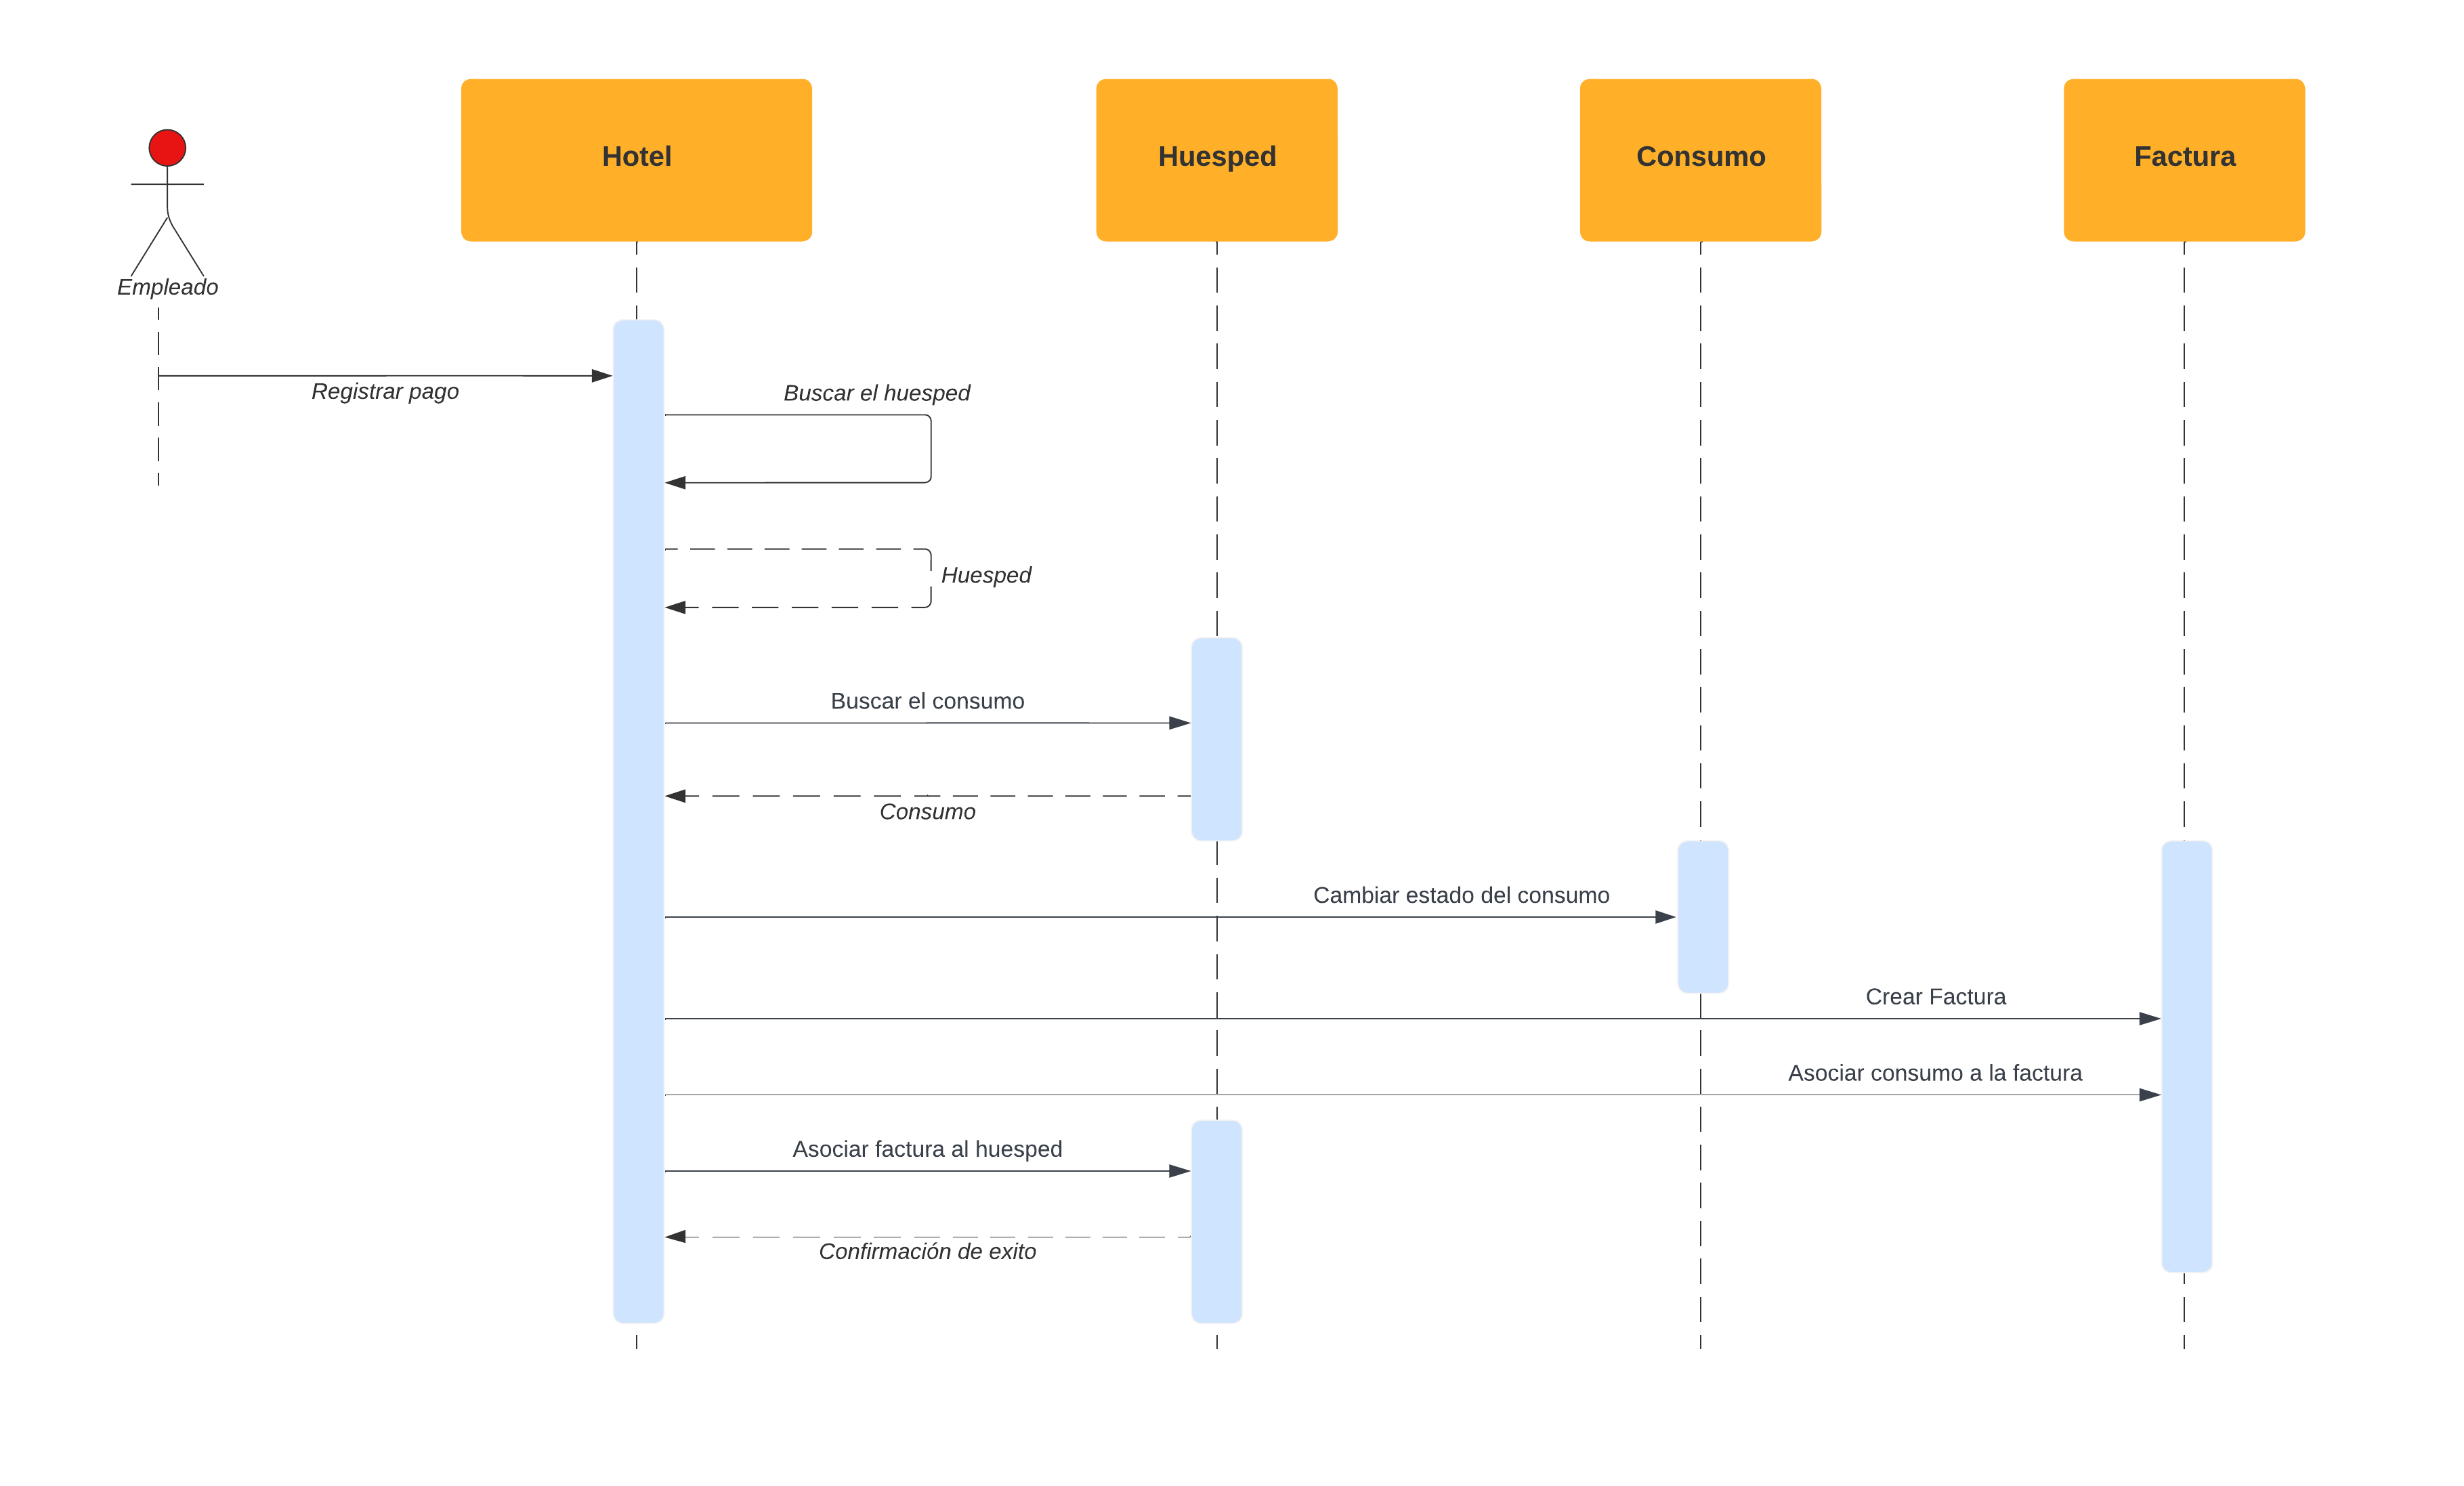 Hotel
Huesped
Consumo
Factura
Empleado
Registrar pago
Buscar el huesped
Huesped
Buscar el consumo
Consumo
Cambiar estado del consumo
Crear Factura
Asociar consumo a la factura
Asociar factura al huesped
Confirmación de exito